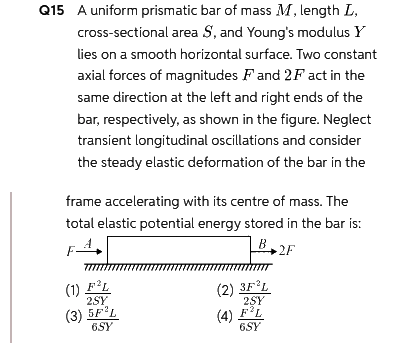 Q15 A uniform prismatic bar of mass M, length L,
cross-sectional area S, and Young's modulus Y
lies on a smooth horizontal surface. Two constant
axial forces of magnitudes F and 2F act in the
same direction at the left and right ends of the
bar, respectively, as shown in the figure. Neglect
transient longitudinal oscillations and consider
the steady elastic deformation of the bar in the
frame accelerating with its centre of mass. The
total elastic potential energy stored in the bar is:
F A B 2F
(1) F²L/2SY (2) 3F²L/2SY
(3) 5F²L/6SY (4) F²L/6SY